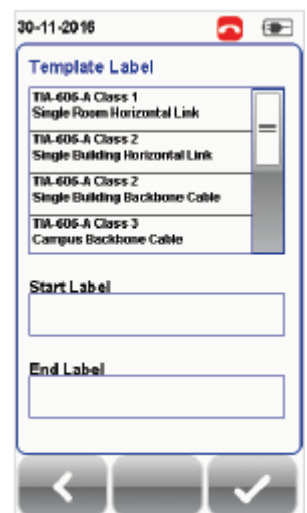 30-11-2016
Template Label
TIA-606-A Class 1
Single Room Horizontal Link
TIA-606-A Class 2
Single Building Horizontal Link
TIA-606-A Class 2
Single Building Backbone Cable
TIA-606-A Class 3
Campus Backbone Cable
Start Label
End Label